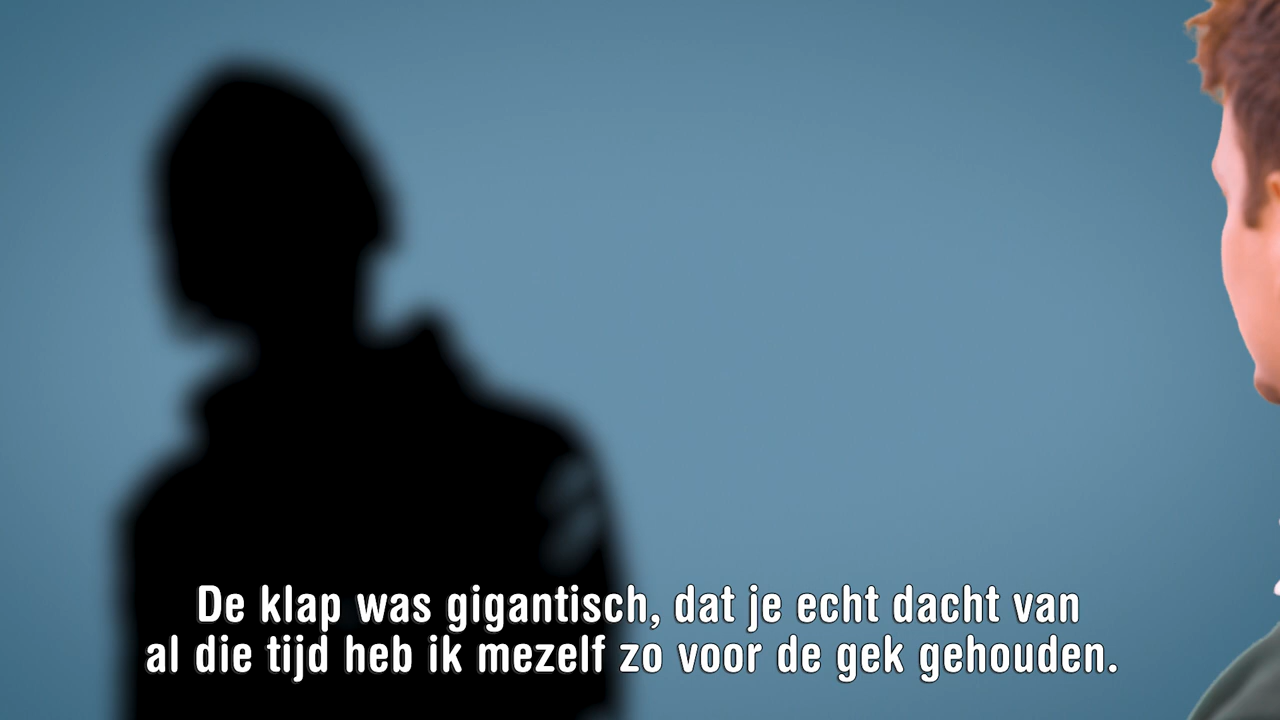 De klap was gigantisch, dat je echt dacht van
al die tijd heb ik mezelf zo voor de gek gehouden.